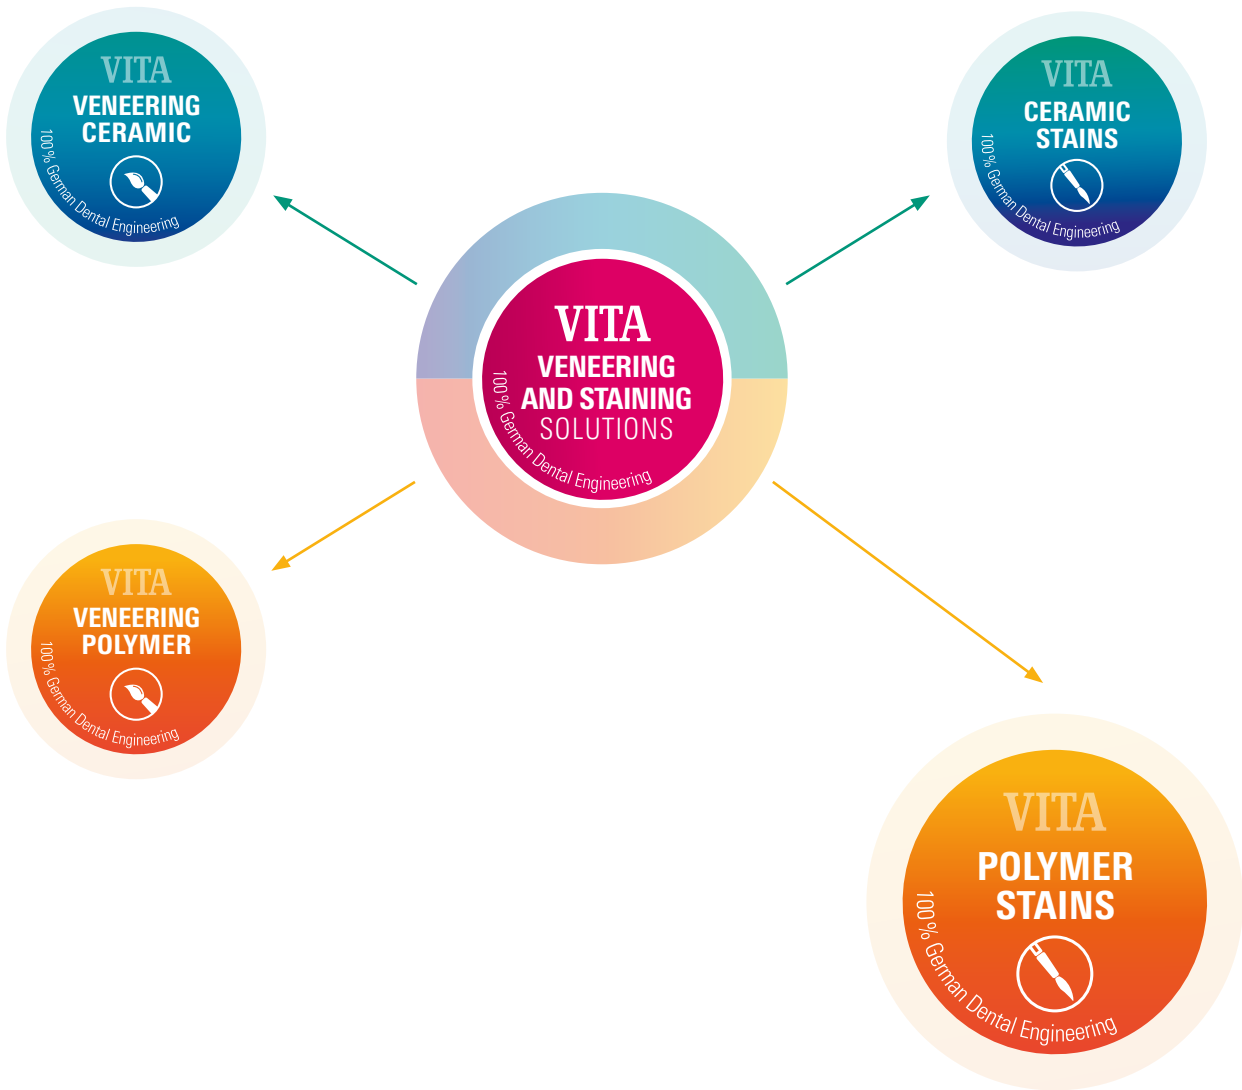 VITA
VENEERING
CERAMIC
100% German Dental Engineering
VITA
CERAMIC
STAINS
100% German Dental Engineering
VITA
VENEERING
AND STAINING
SOLUTIONS
100% German Dental Engineering
VITA
VENEERING
POLYMER
100% German Dental Engineering
VITA
POLYMER
STAINS
100% German Dental Engineering